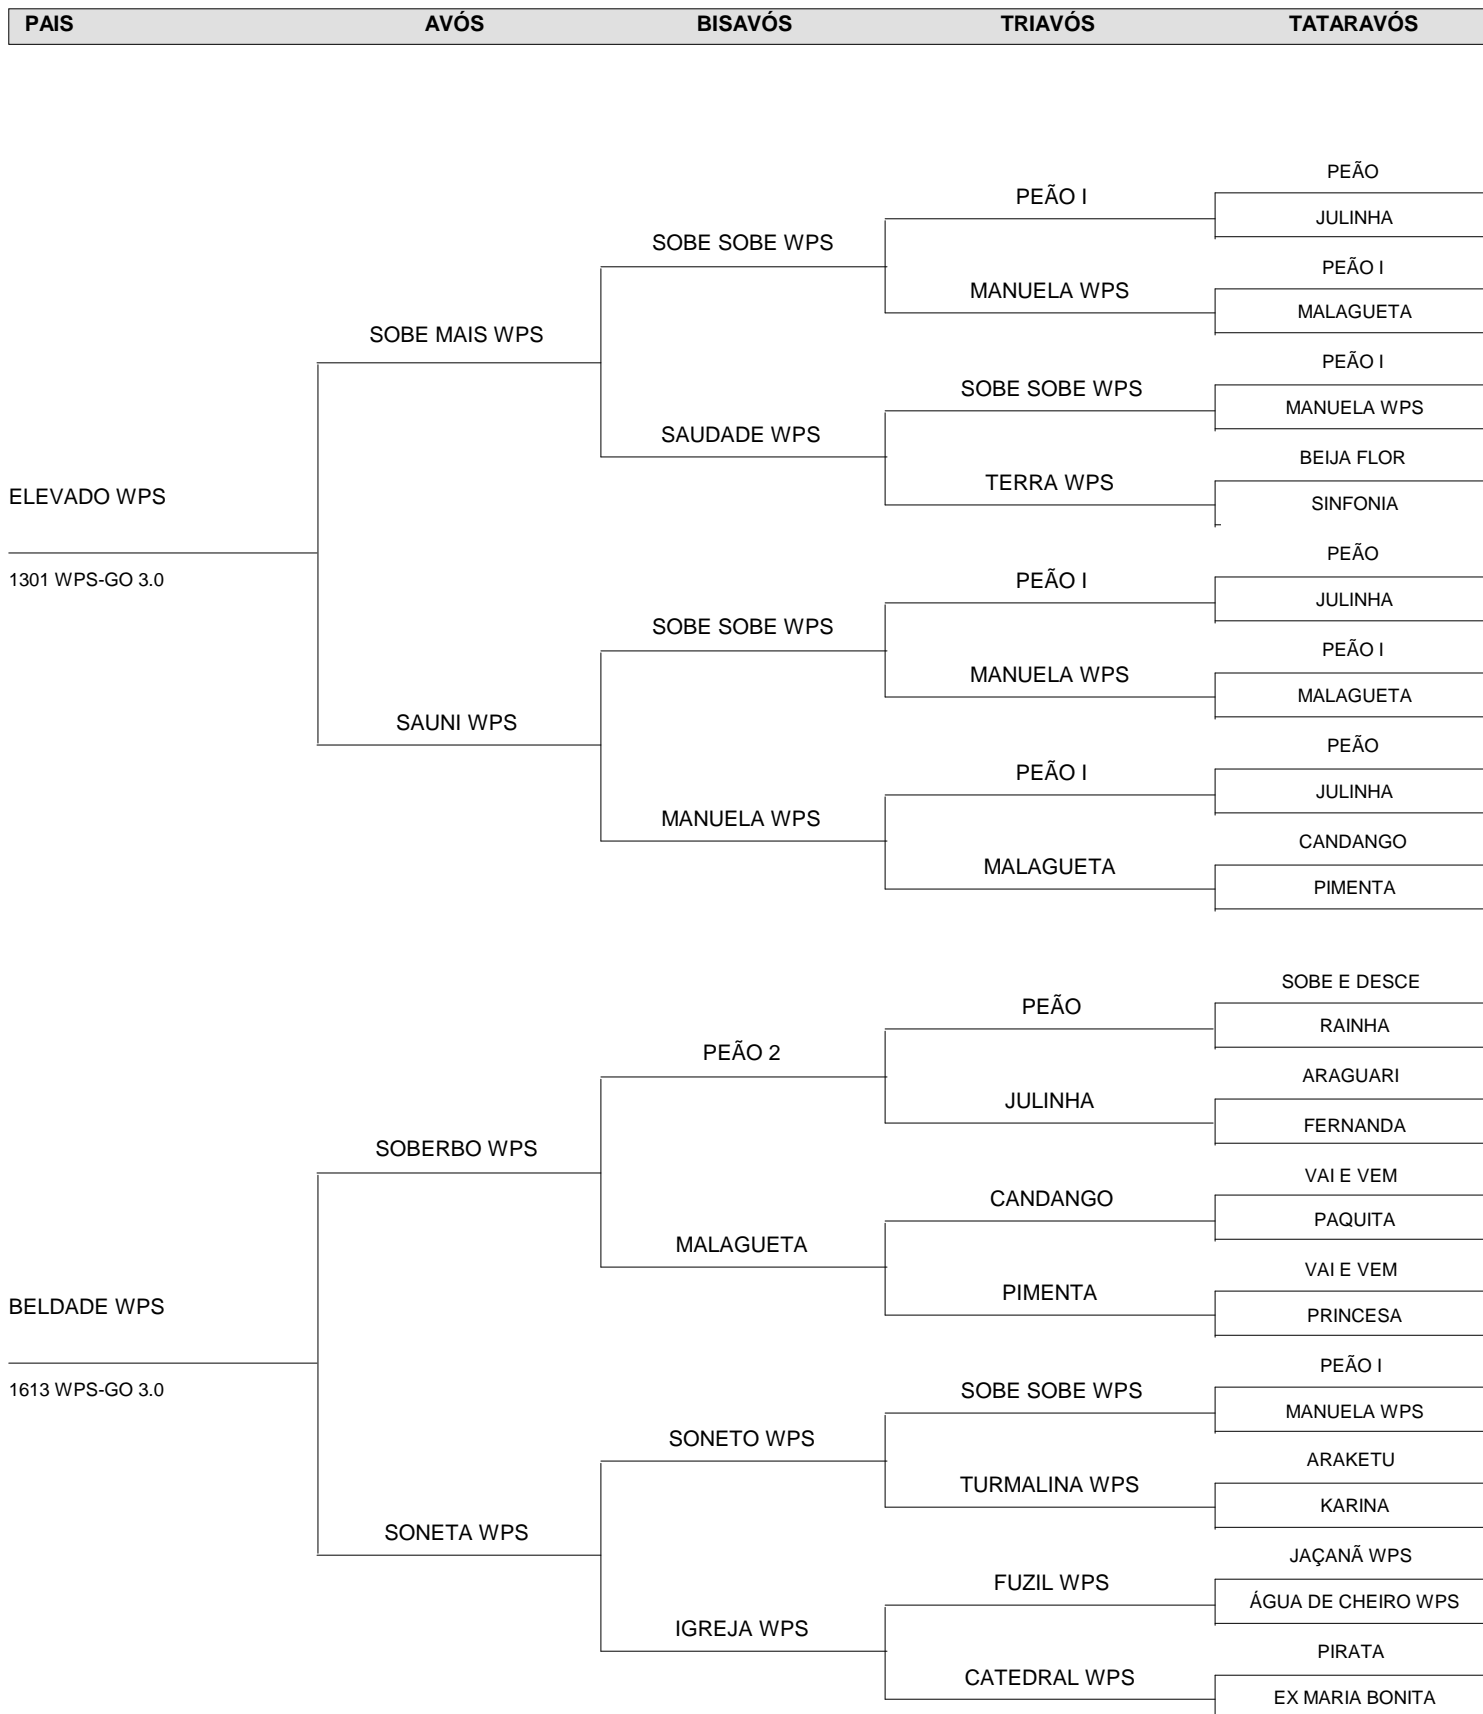 PAIS AVÓS BISAVÓS TRIAVÓS TATARAVÓS
PEÃO
PEÃO I
JULINHA
SOBE SOBE WPS
PEÃO I
MANUELA WPS
MALAGUETA
SOBE MAIS WPS
PEÃO I
SOBE SOBE WPS
MANUELA WPS
SAUDADE WPS
BEIJA FLOR
TERRA WPS
ELEVADO WPS
SINFONIA
PEÃO
1301 WPS-GO 3.0
PEÃO I
JULINHA
SOBE SOBE WPS
PEÃO I
MANUELA WPS
MALAGUETA
SAUNI WPS
PEÃO
PEÃO I
JULINHA
MANUELA WPS
CANDANGO
MALAGUETA
PIMENTA
SOBE E DESCE
PEÃO
RAINHA
PEÃO 2
ARAGUARI
JULINHA
FERNANDA
SOBERBO WPS
VAI E VEM
CANDANGO
PAQUITA
MALAGUETA
VAI E VEM
PIMENTA
BELDADE WPS
PRINCESA
PEÃO I
1613 WPS-GO 3.0
SOBE SOBE WPS
MANUELA WPS
SONETO WPS
ARAKETU
TURMALINA WPS
KARINA
SONETA WPS
JAÇANÃ WPS
FUZIL WPS
ÁGUA DE CHEIRO WPS
IGREJA WPS
PIRATA
CATEDRAL WPS
EX MARIA BONITA